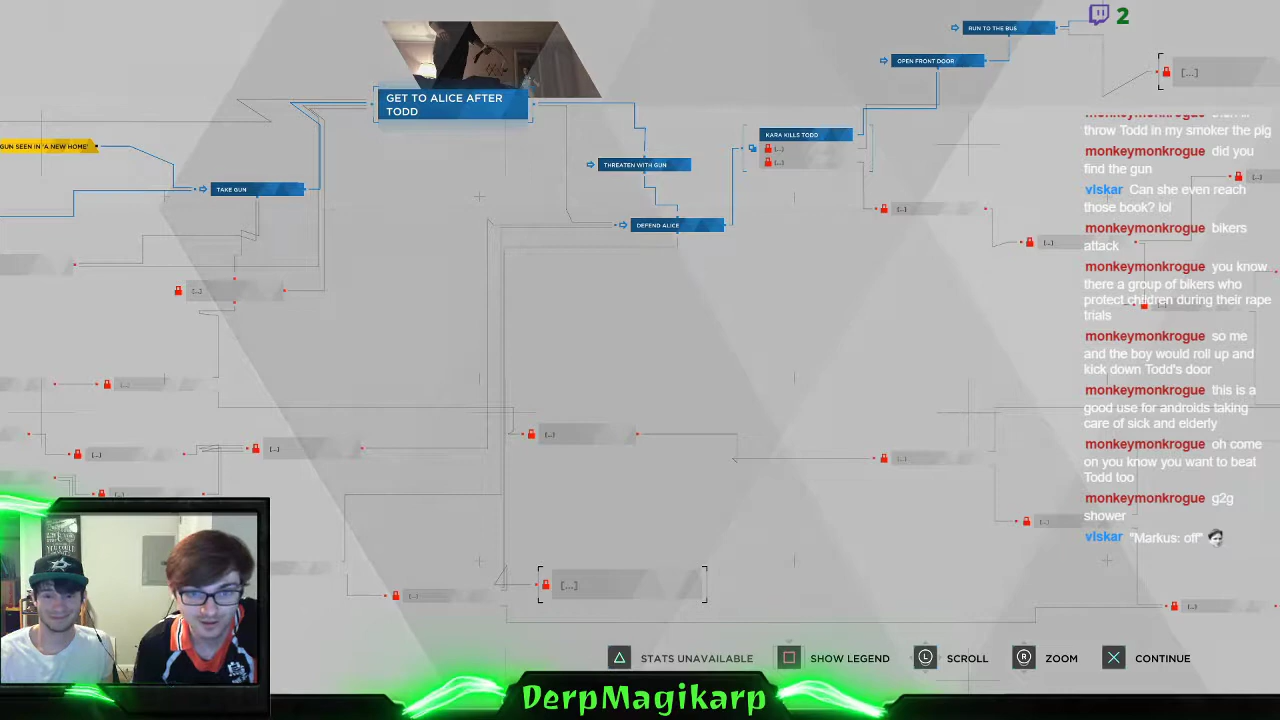 2
RUN TO THE BUS
OPEN FRONT DOOR
[...]
GET TO ALICE AFTER
TODD
KARA KILLS TODD
[...]
[...]
GUN SEEN IN 'A NEW HOME'
THREATEN WITH GUN
[...]
TAKE GUN
[...]
DEFEND ALICE
[...]
[...]
[...]
[...]
[...]
[...]
[...]
[...]
[...]
[...]
[...]
[...]
throw Todd in my smoker the pig
monkeymonkrogue did you
find the gun
vlskar Can she even reach
those book? lol
monkeymonkrogue bikers
attack
monkeymonkrogue you know
there a group of bikers who
protect children during their rape
trials
monkeymonkrogue so me
and the boy would roll up and
kick down Todd's door
monkeymonkrogue this is a
good use for androids taking
care of sick and elderly
monkeymonkrogue oh come
on you know you want to beat
Todd too
monkeymonkrogue g2g
shower
vlskar "Markus: off"
STATS UNAVAILABLE
SHOW LEGEND
L SCROLL
R ZOOM
CONTINUE
DerpMagikarp